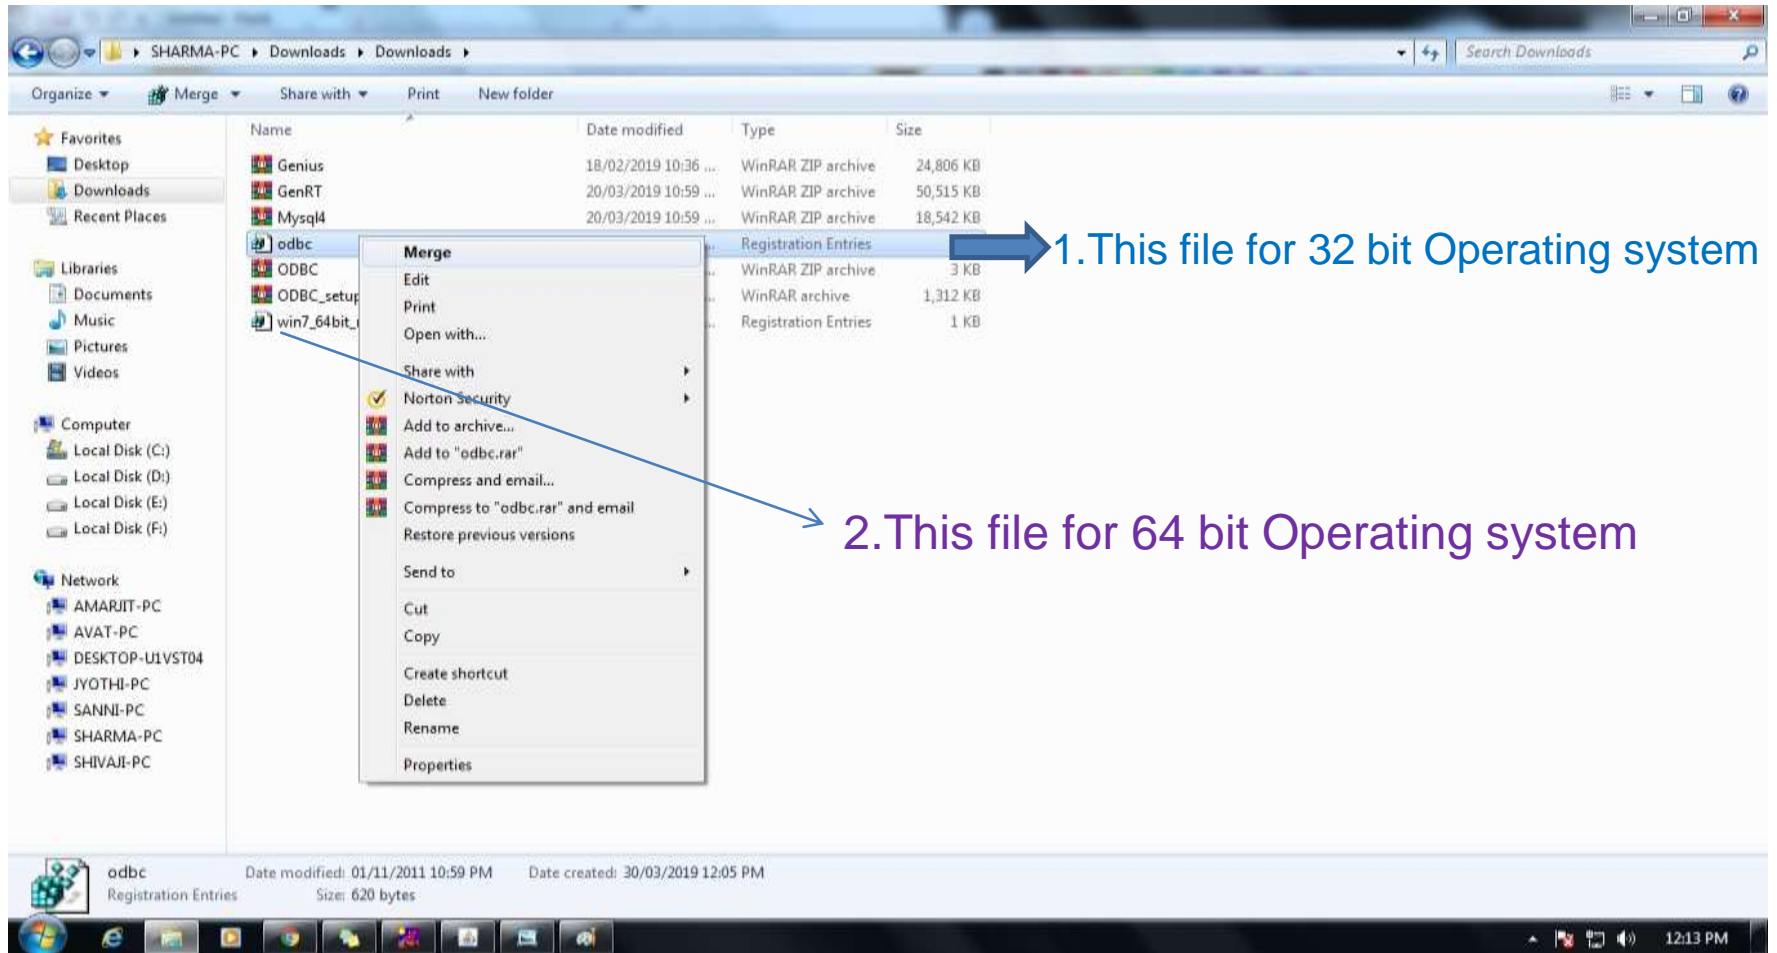 SHARMA-PC ▸ Downloads ▸ Downloads ▸
Search Downloads
Organize Merge Share with Print New folder
Name Date modified Type Size
Favorites
Desktop
Downloads
Recent Places
Libraries
Documents
Music
Pictures
Videos
Computer
Local Disk (C:)
Local Disk (D:)
Local Disk (E:)
Local Disk (F:)
Network
AMARJIT-PC
AVAT-PC
DESKTOP-U1VST04
JYOTHI-PC
SANNI-PC
SHARMA-PC
SHIVAJI-PC
Genius 18/02/2019 10:36 ... WinRAR ZIP archive 24,806 KB
GenRT 20/03/2019 10:59 ... WinRAR ZIP archive 50,515 KB
Mysql4 20/03/2019 10:59 ... WinRAR ZIP archive 18,542 KB
odbc Registration Entries
ODBC WinRAR ZIP archive 3 KB
ODBC_setup WinRAR archive 1,312 KB
win7_64bit_ Registration Entries 1 KB
Merge
Edit
Print
Open with...
Share with
Norton Security
Add to archive...
Add to "odbc.rar"
Compress and email...
Compress to "odbc.rar" and email
Restore previous versions
Send to
Cut
Copy
Create shortcut
Delete
Rename
Properties
1.This file for 32 bit Operating system
2.This file for 64 bit Operating system
odbc Date modified: 01/11/2011 10:59 PM Date created: 30/03/2019 12:05 PM
Registration Entries Size: 620 bytes
12:13 PM